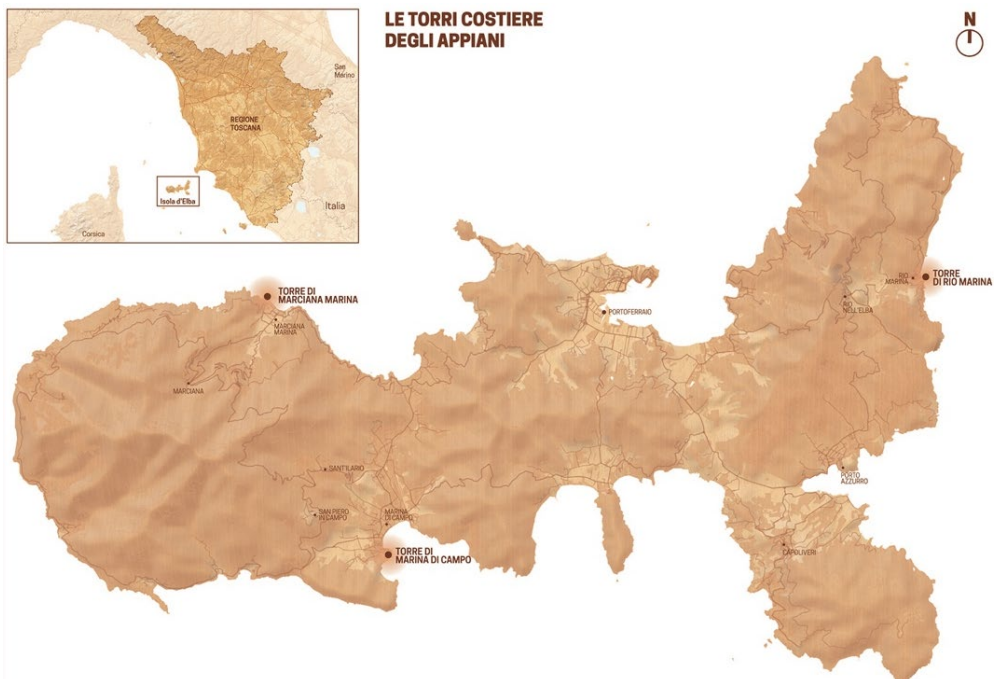 LE TORRI COSTIERE
DEGLI APPIANI
N
San
Marino
REGIONE
TOSCANA
Isola d'Elba
Italia
Corsica
TORRE DI
MARCIANA MARINA
MARCIANA
MARINA
MARCIANA
PORTOFERRAIO
RIO
MARINA
TORRE
DI RIO MARINA
RIO
NELL'ELBA
SANT'ILARIO
SAN PIERO
IN CAMPO
MARINA
DI CAMPO
TORRE DI
MARINA DI CAMPO
PORTO
AZZURRO
CAPOLIVERI